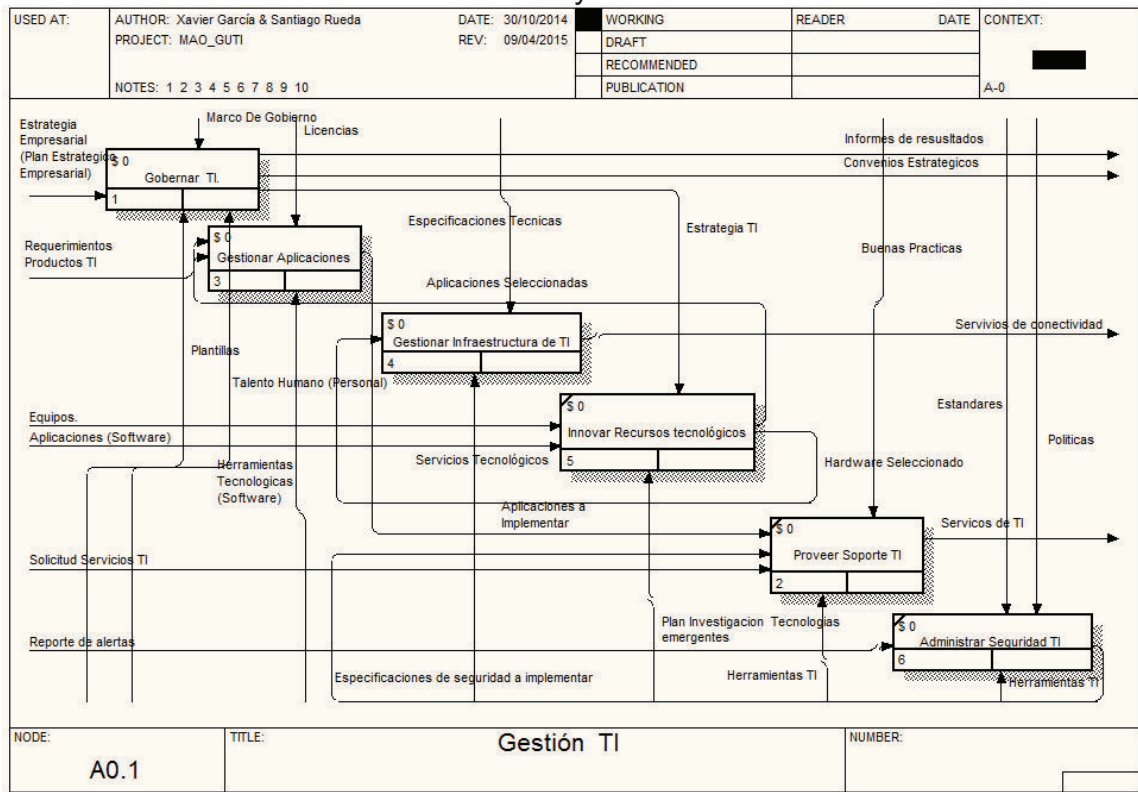 USED AT:
AUTHOR: Xavier García & Santiago Rueda
DATE: 30/10/2014
PROJECT: MAO_GUTI
REV: 09/04/2015
NOTES: 1 2 3 4 5 6 7 8 9 10
WORKING
DRAFT
RECOMMENDED
PUBLICATION
READER
DATE
CONTEXT:
A-0
Estrategia
Empresarial
(Plan Estrategico
Empresarial)
Marco De Gobierno
Licencias
Informes de resusltados
Convenios Estrategicos
$ 0
Gobernar TI.
1
Especificaciones Tecnicas
Estrategia TI
Buenas Practicas
Requerimientos
Productos TI
$ 0
Gestionar Aplicaciones
3
Aplicaciones Seleccionadas
$ 0
Gestionar Infraestructura de TI
4
Servivios de conectividad
Plantillas
Talento Humano (Personal)
Estandares
Politicas
Equipos.
Aplicaciones (Software)
$ 0
Innovar Recursos tecnológicos
5
Servicios Tecnológicos
Hardware Seleccionado
Herramientas
Tecnologicas
(Software)
Aplicaciones a
Implementar
$ 0
Proveer Soporte TI
2
Servicos de TI
Solicitud Servicios TI
Plan Investigacion Tecnologias
emergentes
Reporte de alertas
$ 0
Administrar Seguridad TI
6
Especificaciones de seguridad a implementar
Herramientas TI
Herramientas TI
NODE:
A0.1
TITLE:
Gestión TI
NUMBER: